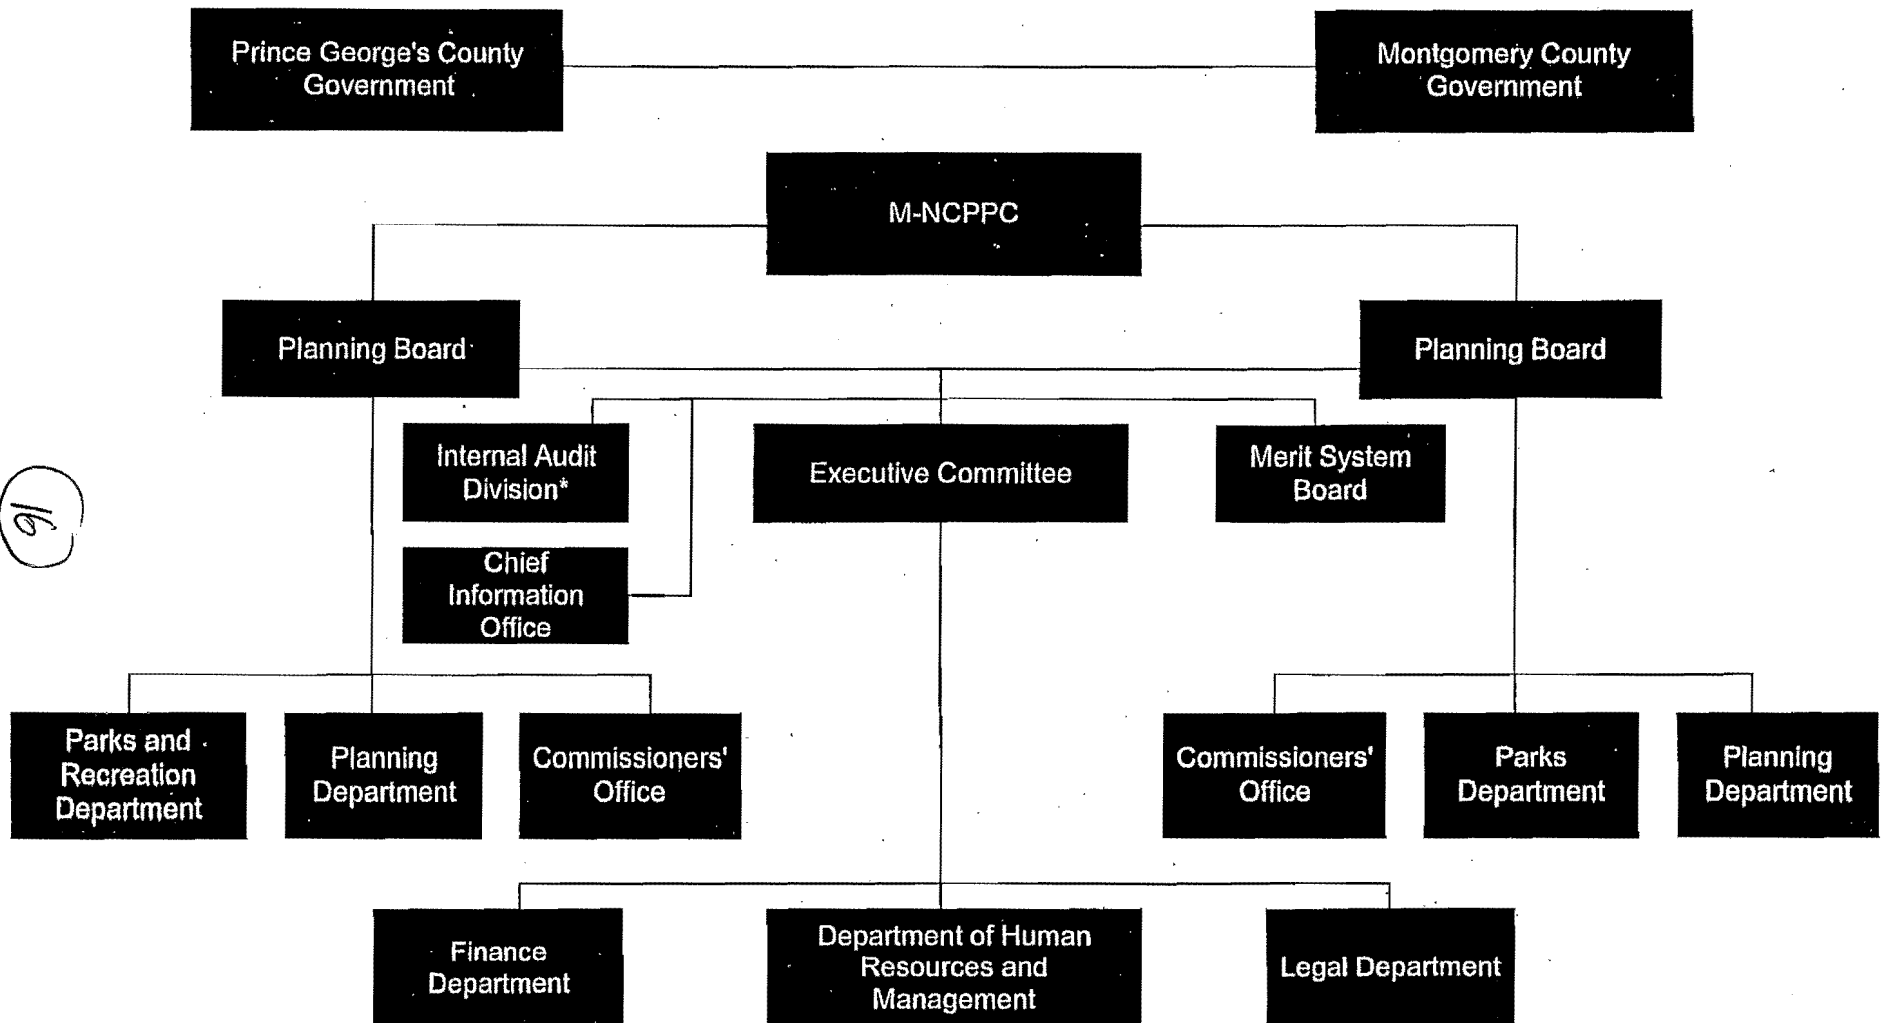 Prince George's County
Government
Montgomery County
Government
M-NCPPC
Planning Board
Planning Board
Internal Audit
Division*
Executive Committee
Merit System
Board
Chief
Information
Office
Parks and
Recreation
Department
Planning
Department
Commissioners'
Office
Commissioners'
Office
Parks
Department
Planning
Department
Finance
Department
Department of Human
Resources and
Management
Legal Department
16